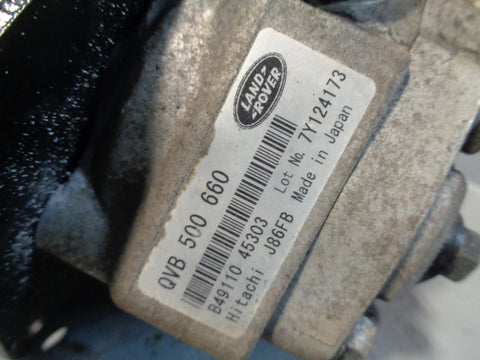 LAND-
-ROVER
QVB 500 660
Lot No. 7Y124173
B49110 45303
Hitachi J86FB Made in Japan